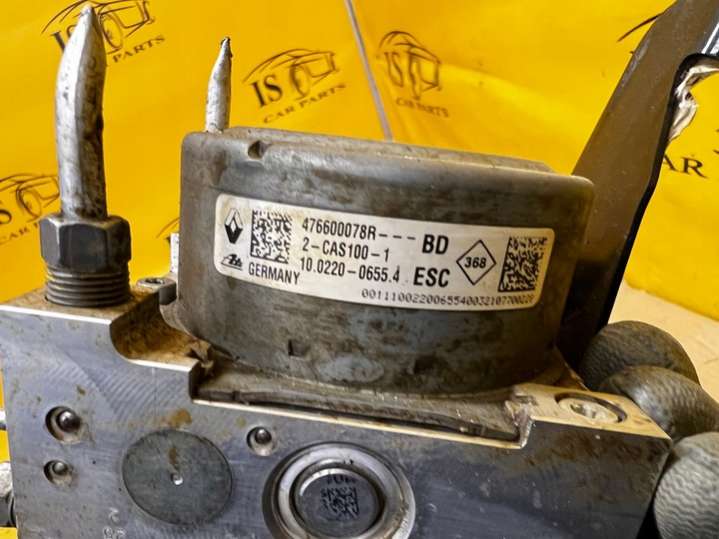 IS
CAR PARTS
IS
CAR PARTS
IS
CAR PARTS
476600078R--- BD
2-CAS100-1
10.0220-0655.4 ESC
368
GERMANY
00111002200655400321077００229